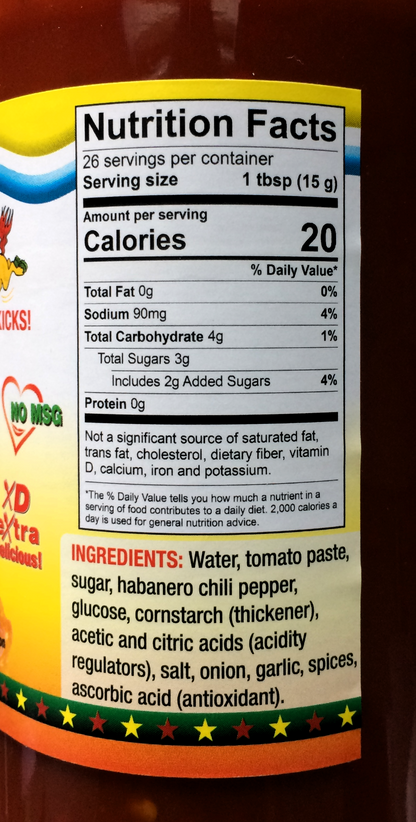 Nutrition Facts
26 servings per container
Serving size 1 tbsp (15 g)
Amount per serving
Calories 20
% Daily Value*
Total Fat 0g 0%
Sodium 90mg 4%
Total Carbohydrate 4g 1%
Total Sugars 3g
Includes 2g Added Sugars 4%
Protein 0g
Not a significant source of saturated fat,
trans fat, cholesterol, dietary fiber, vitamin
D, calcium, iron and potassium.
*The % Daily Value tells you how much a nutrient in a
serving of food contributes to a daily diet. 2,000 calories a
day is used for general nutrition advice.
INGREDIENTS: Water, tomato paste,
sugar, habanero chili pepper,
glucose, cornstarch (thickener),
acetic and citric acids (acidity
regulators), salt, onion, garlic, spices,
ascorbic acid (antioxidant).
KICKS!
NO MSG
XD
eXtra